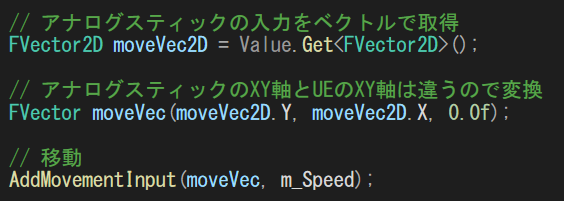 // アナログスティックの入力をベクトルで取得
FVector2D moveVec2D = Value.Get<FVector2D>();
// アナログスティックのXY軸とUEのXY軸は違うので変換
FVector moveVec(moveVec2D.Y, moveVec2D.X, 0.0f);
// 移動
AddMovementInput(moveVec, m_Speed);